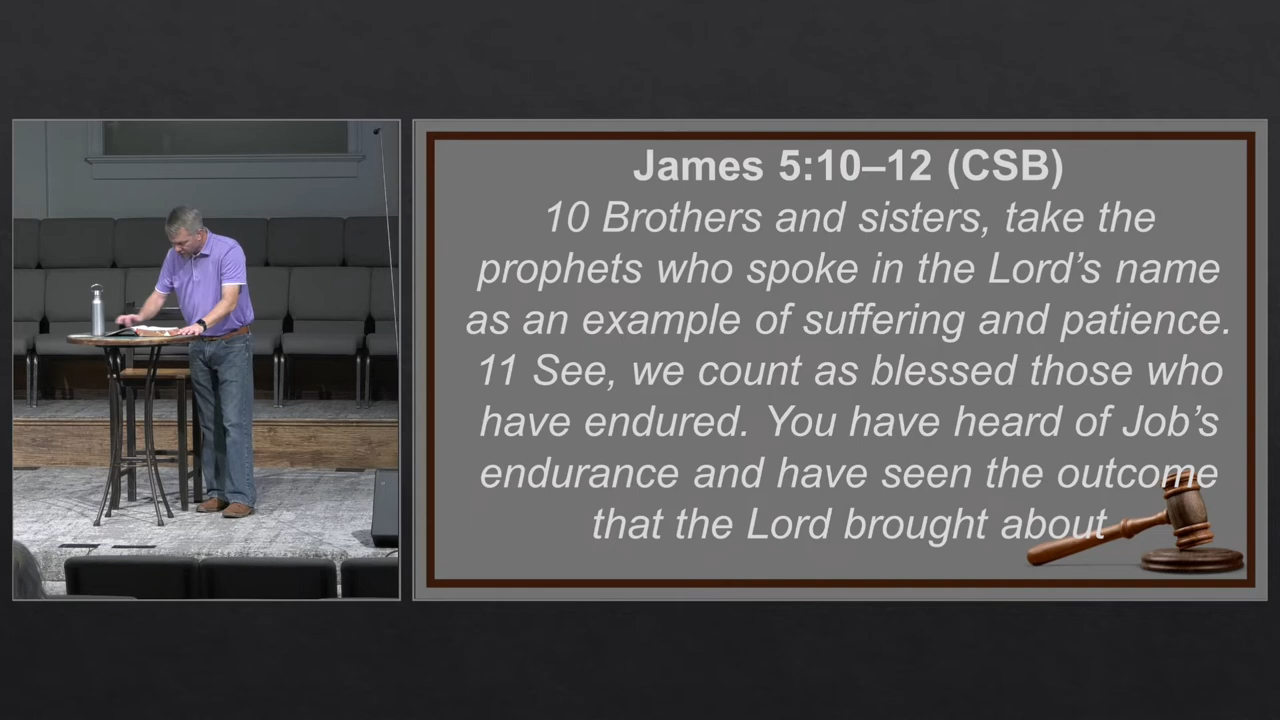 James 5:10–12 (CSB)
10 Brothers and sisters, take the
prophets who spoke in the Lord’s name
as an example of suffering and patience.
11 See, we count as blessed those who
have endured. You have heard of Job’s
endurance and have seen the outcome
that the Lord brought about